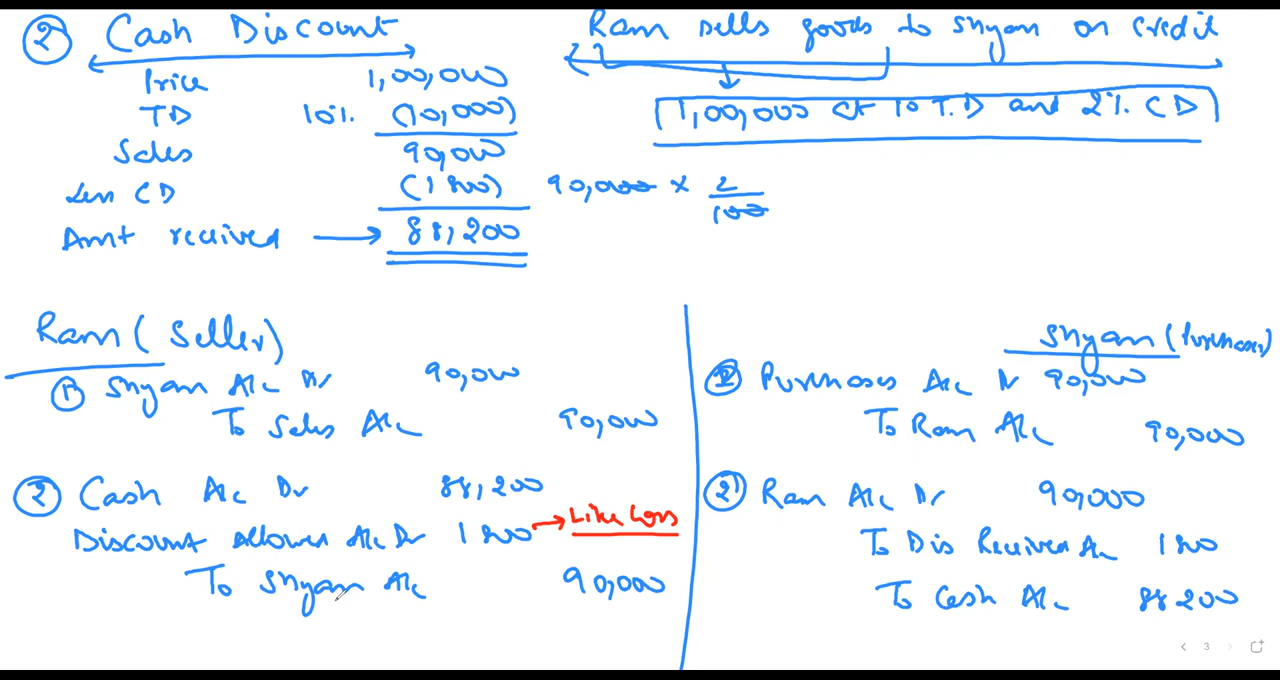 2 Cash Discount
Ram sells goods to Shyam on credit
1,00,000 at 10 T.D and 2% CD
Price 1,00,000
TD 10% (10,000)
Sales 90,000
Less CD (1800) 90,000 x 2/100
Amt received → 88,200
Ram (Seller)
1 Shyam A/c Dr 90,000
To Sales A/c 90,000
2 Cash A/c Dr 88,200
Discount Allowed A/c Dr 1800 → Like Loss
To Shyam A/c 90,000
Shyam (Purchaser)
1 Purchases A/c Dr 90,000
To Ram A/c 90,000
2 Ram A/c Dr 90,000
To Dis Received A/c 1800
To Cash A/c 88200
3